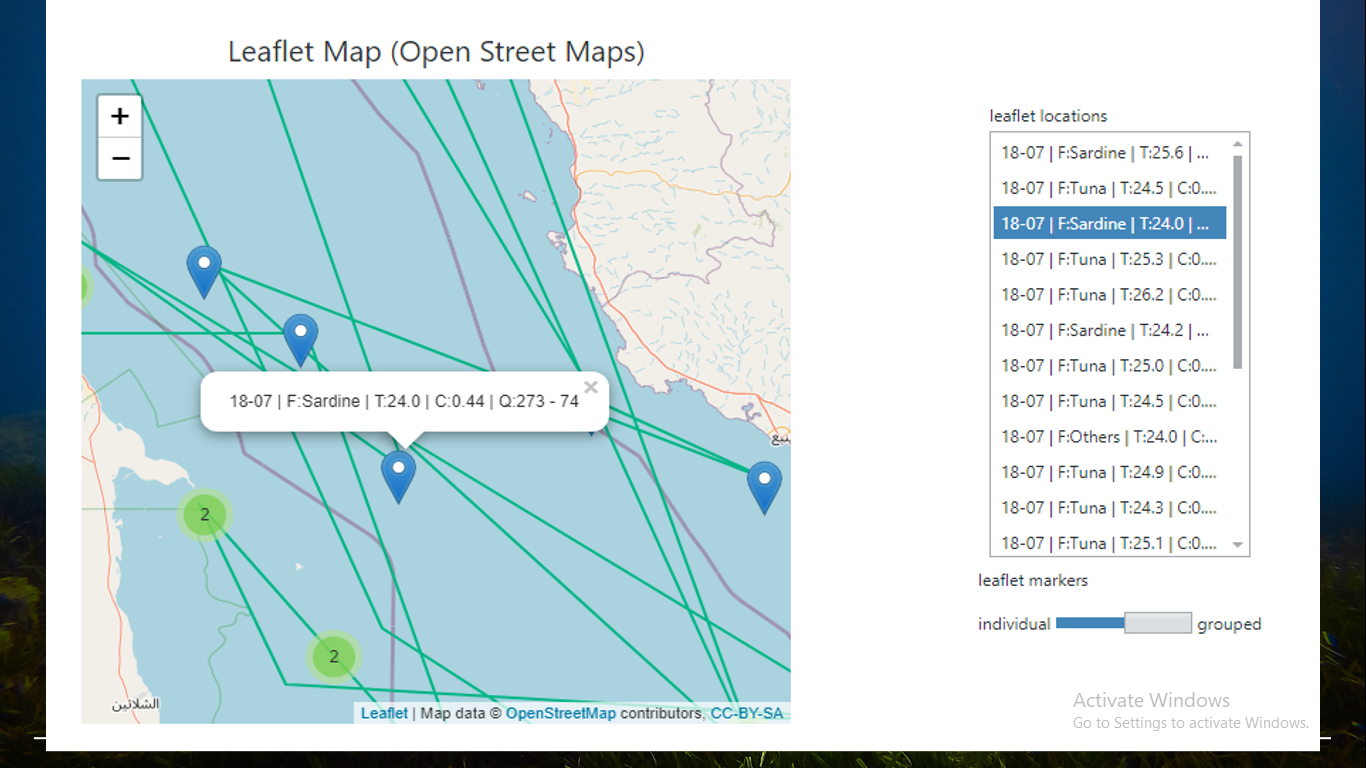 Leaflet Map (Open Street Maps)
+
−
18-07 | F:Sardine | T:24.0 | C:0.44 | Q:273 - 74
×
2
2
الشلاتين
Leaflet | Map data © OpenStreetMap contributors, CC-BY-SA
leaflet locations
18-07 | F:Sardine | T:25.6 | ...
18-07 | F:Tuna | T:24.5 | C:0....
18-07 | F:Sardine | T:24.0 | ...
18-07 | F:Tuna | T:25.3 | C:0....
18-07 | F:Tuna | T:26.2 | C:0....
18-07 | F:Sardine | T:24.2 | ...
18-07 | F:Tuna | T:25.0 | C:0....
18-07 | F:Tuna | T:24.5 | C:0....
18-07 | F:Others | T:24.0 | C:...
18-07 | F:Tuna | T:24.9 | C:0....
18-07 | F:Tuna | T:24.3 | C:0....
18-07 | F:Tuna | T:25.1 | C:0....
leaflet markers
individual grouped
Activate Windows
Go to Settings to activate Windows.